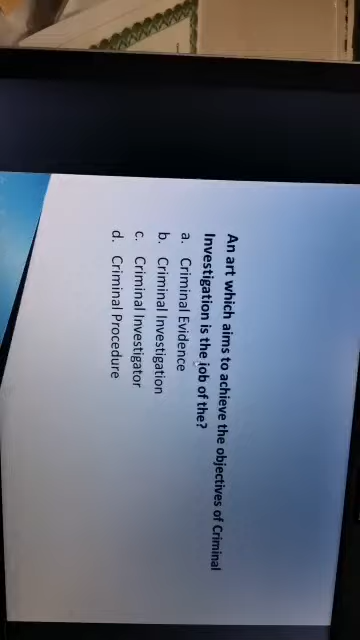 An art which aims to achieve the objectives of Criminal
Investigation is the job of the?
a. Criminal Evidence
b. Criminal Investigation
c. Criminal Investigator
d. Criminal Procedure